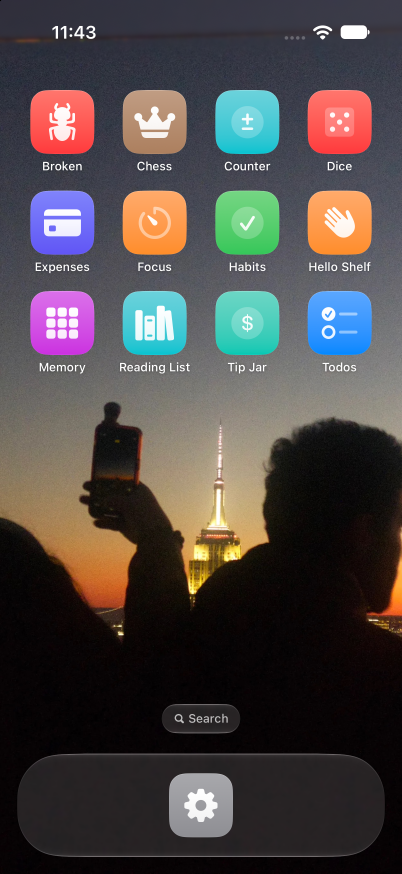 11:43
Broken
Chess
Counter
Dice
Expenses
Focus
Habits
Hello Shelf
Memory
Reading List
$
Tip Jar
Todos
Search